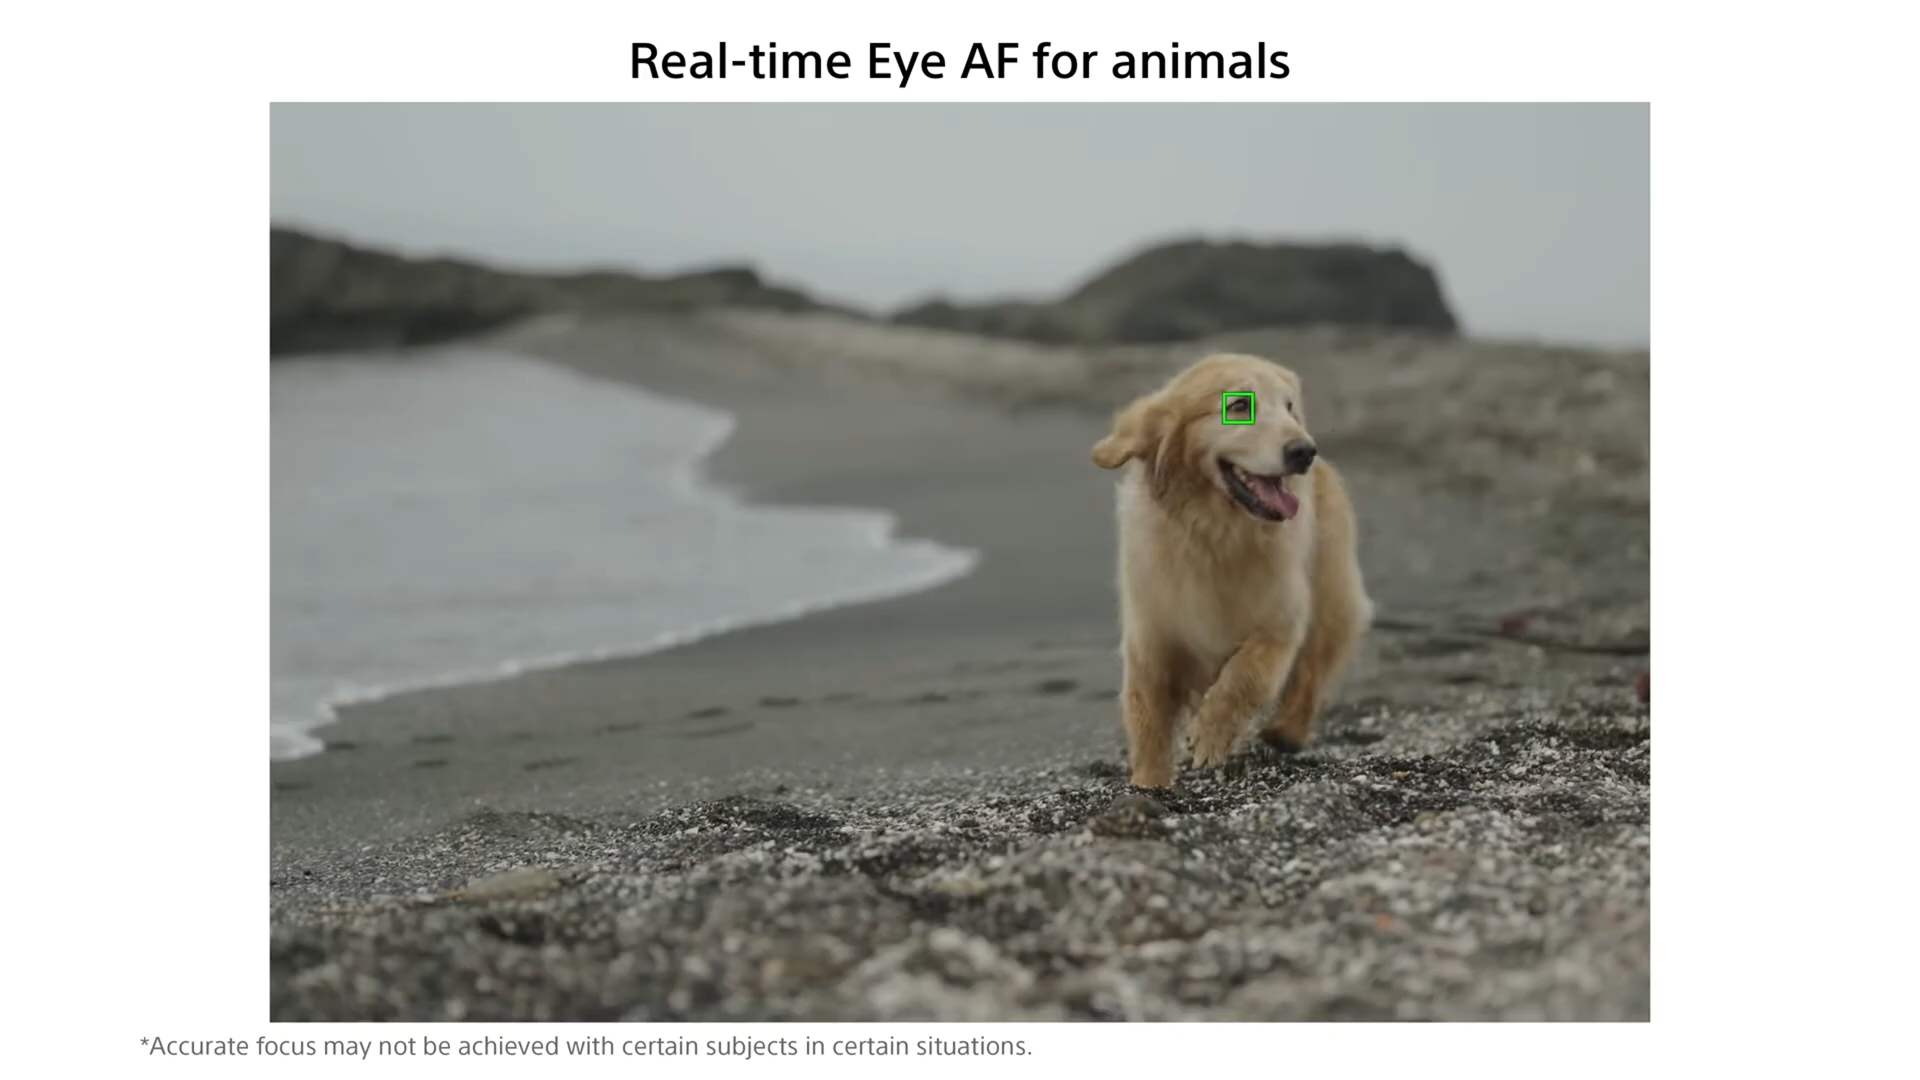 Real-time Eye AF for animals
*Accurate focus may not be achieved with certain subjects in certain situations.